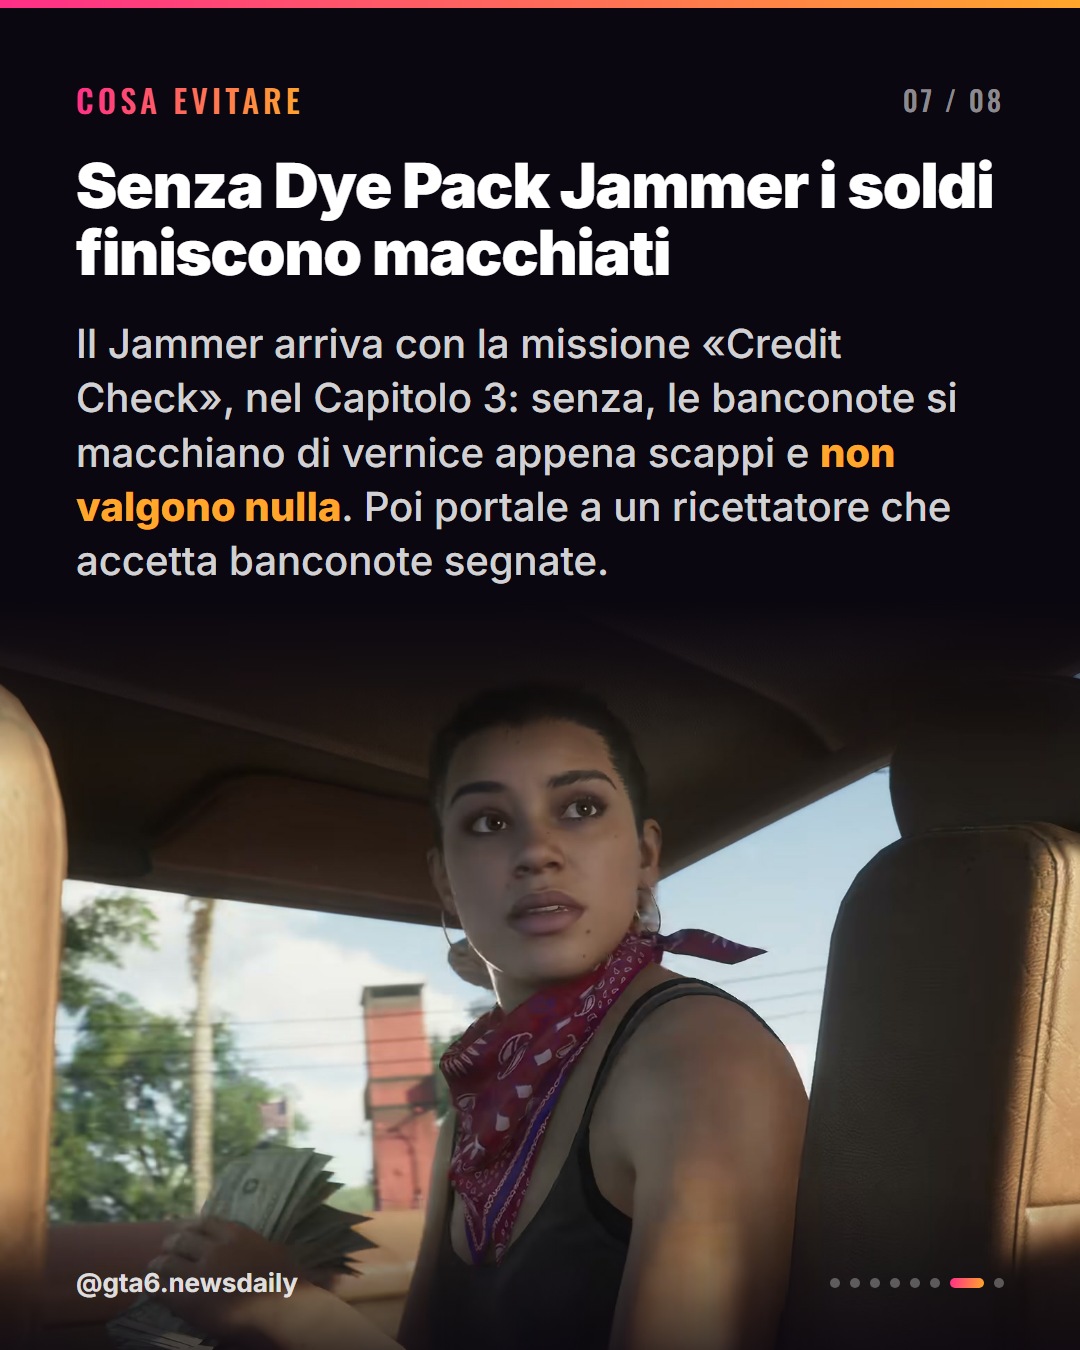 COSA EVITARE
07 / 08
Senza Dye Pack Jammer i soldi
finiscono macchiati
Il Jammer arriva con la missione «Credit
Check», nel Capitolo 3: senza, le banconote si
macchiano di vernice appena scappi e non
valgono nulla. Poi portale a un ricettatore che
accetta banconote segnate.
@gta6.newsdaily